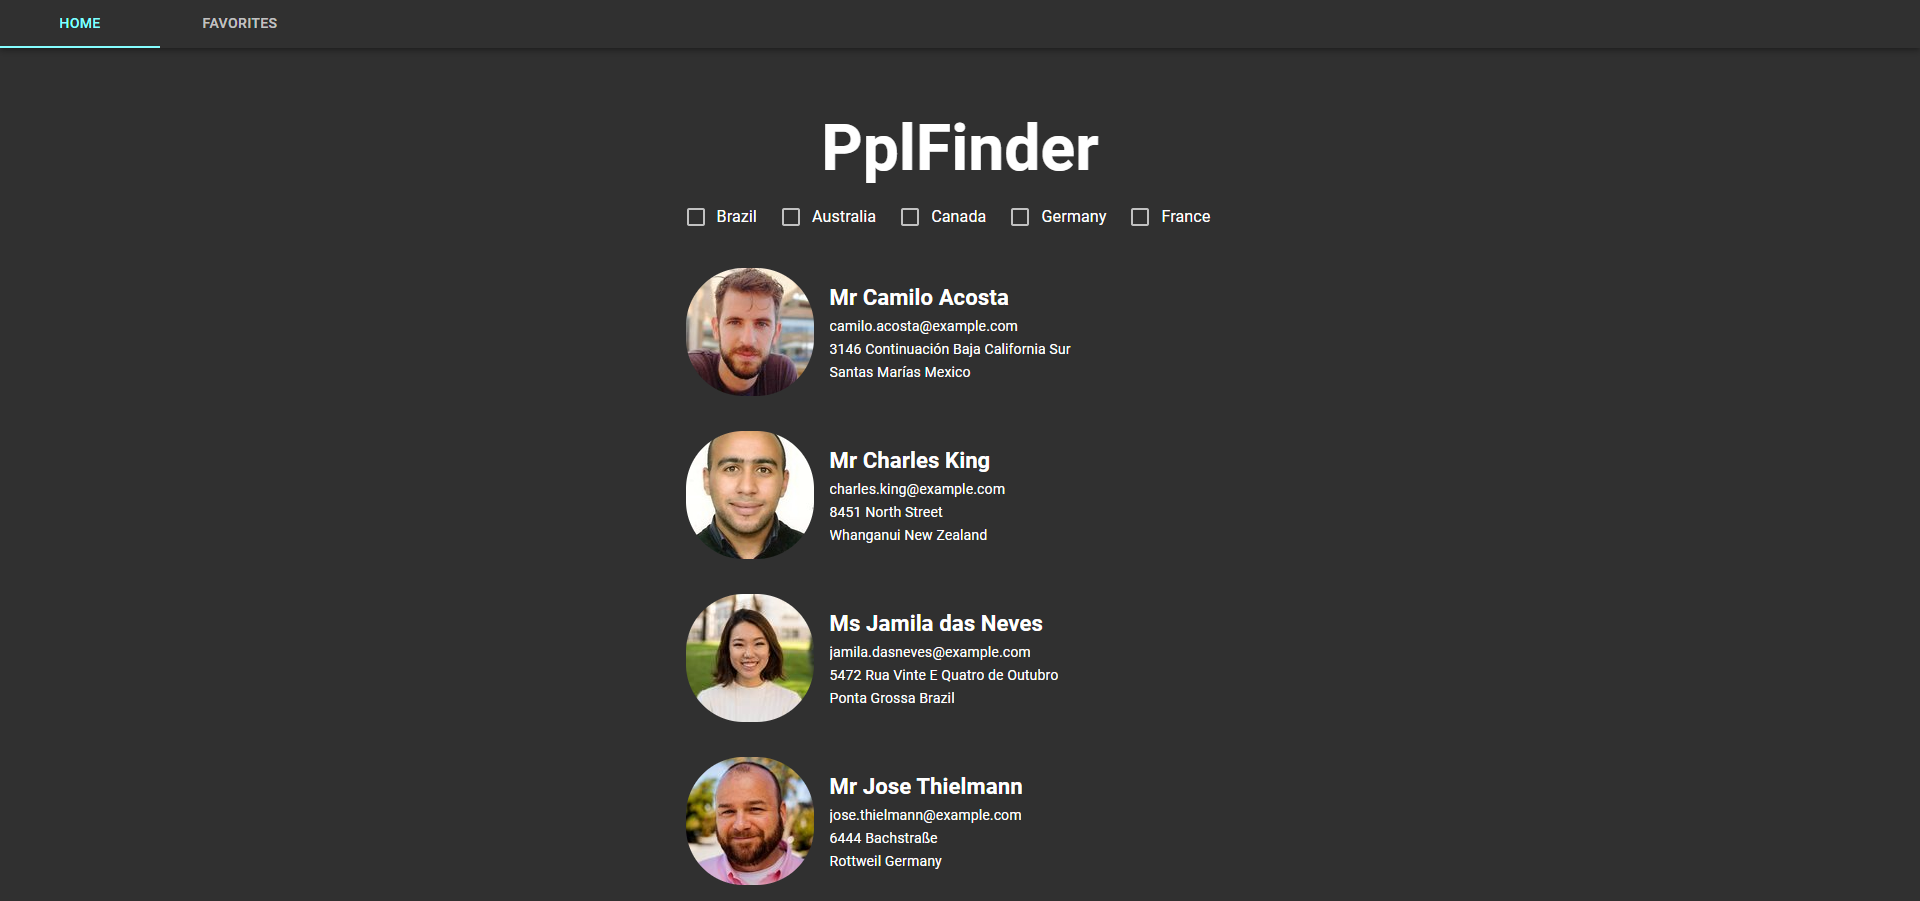 HOME
FAVORITES
PplFinder
Brazil
Australia
Canada
Germany
France
Mr Camilo Acosta
camilo.acosta@example.com
3146 Continuación Baja California Sur
Santas Marías Mexico
Mr Charles King
charles.king@example.com
8451 North Street
Whanganui New Zealand
Ms Jamila das Neves
jamila.dasneves@example.com
5472 Rua Vinte E Quatro de Outubro
Ponta Grossa Brazil
Mr Jose Thielmann
jose.thielmann@example.com
6444 Bachstraße
Rottweil Germany